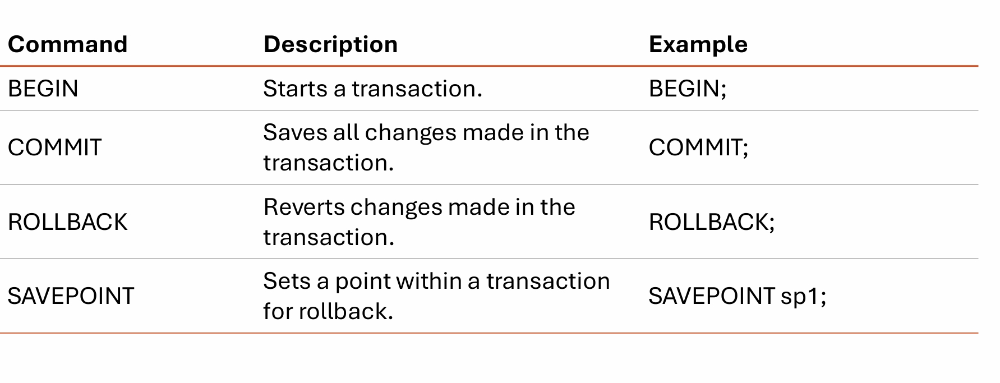 Command Description Example
BEGIN Starts a transaction. BEGIN;
COMMIT Saves all changes made in the
transaction. COMMIT;
ROLLBACK Reverts changes made in the
transaction. ROLLBACK;
SAVEPOINT Sets a point within a transaction
for rollback. SAVEPOINT sp1;